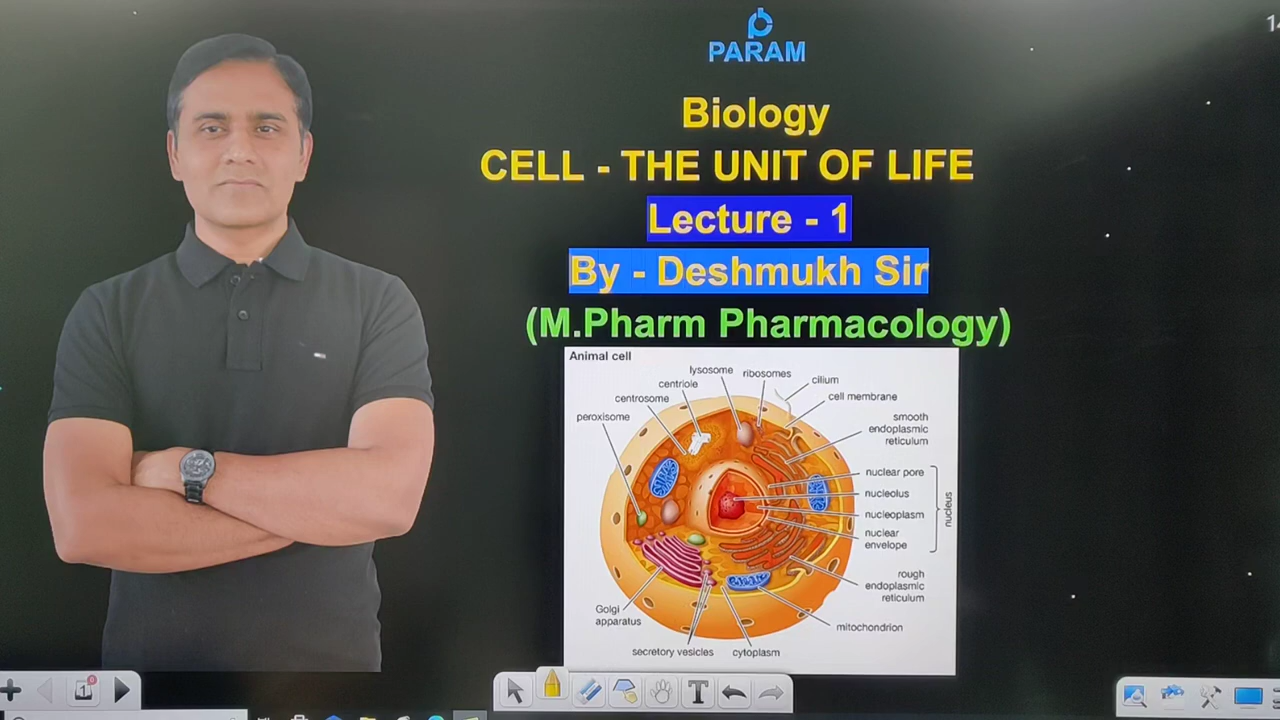 PARAM
Biology
CELL - THE UNIT OF LIFE
Lecture - 1
By - Deshmukh Sir
(M.Pharm Pharmacology)
Animal cell
lysosome
ribosomes
cilium
centriole
cell membrane
centrosome
peroxisome
smooth
endoplasmic
reticulum
nuclear pore
nucleolus
nucleoplasm
nuclear
envelope
nucleus
rough
endoplasmic
reticulum
Golgi
apparatus
mitochondrion
secretory vesicles
cytoplasm
1
T